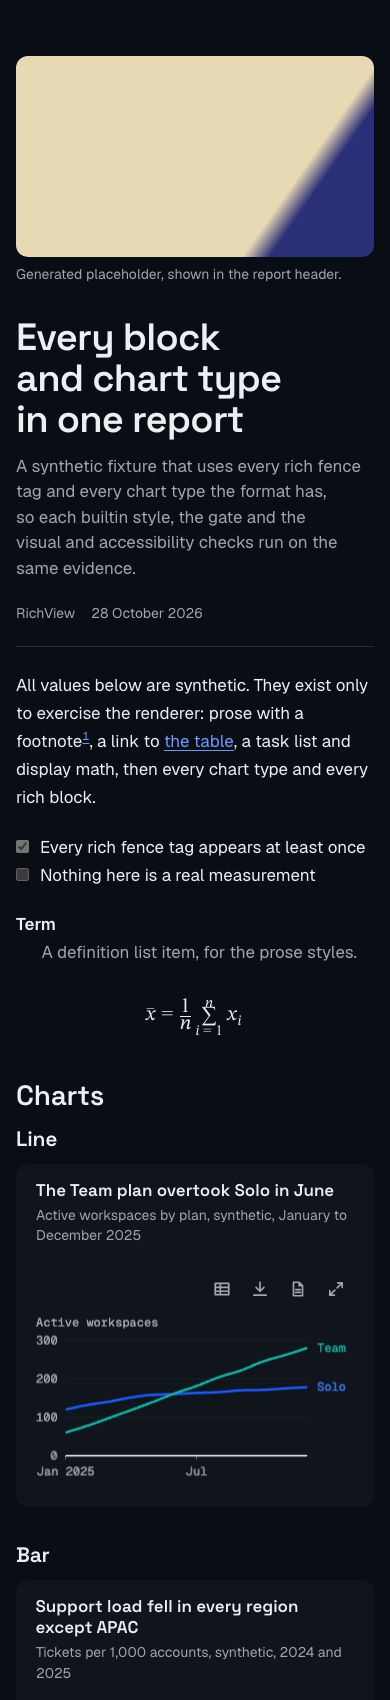 Generated placeholder, shown in the report header.
Every block
and chart type
in one report
A synthetic fixture that uses every rich fence
tag and every chart type the format has,
so each builtin style, the gate and the
visual and accessibility checks run on the
same evidence.
RichView 28 October 2026
All values below are synthetic. They exist only
to exercise the renderer: prose with a
footnote1, a link to the table, a task list and
display math, then every chart type and every
rich block.
Every rich fence tag appears at least once
Nothing here is a real measurement
Term
A definition list item, for the prose styles.
x̄ = 1/n ∑ i = 1 n xi
Charts
Line
The Team plan overtook Solo in June
Active workspaces by plan, synthetic, January to
December 2025
Active workspaces
300
Team
200
Solo
100
0
Jan 2025 Jul
Bar
Support load fell in every region
except APAC
Tickets per 1,000 accounts, synthetic, 2024 and
2025